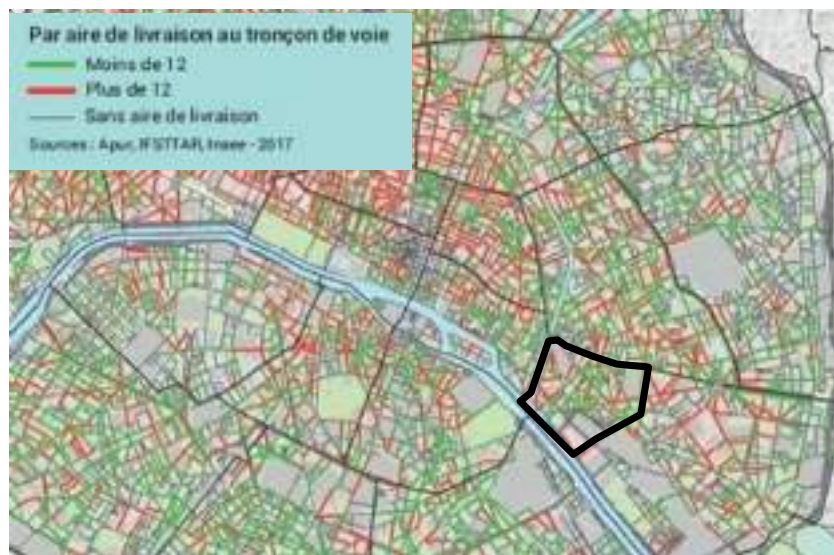 Par aire de livraison au tronçon de voie
Moins de 12
Plus de 12
Sans aire de livraison
Sources : Apur, IFSTTAR, Insee - 2017